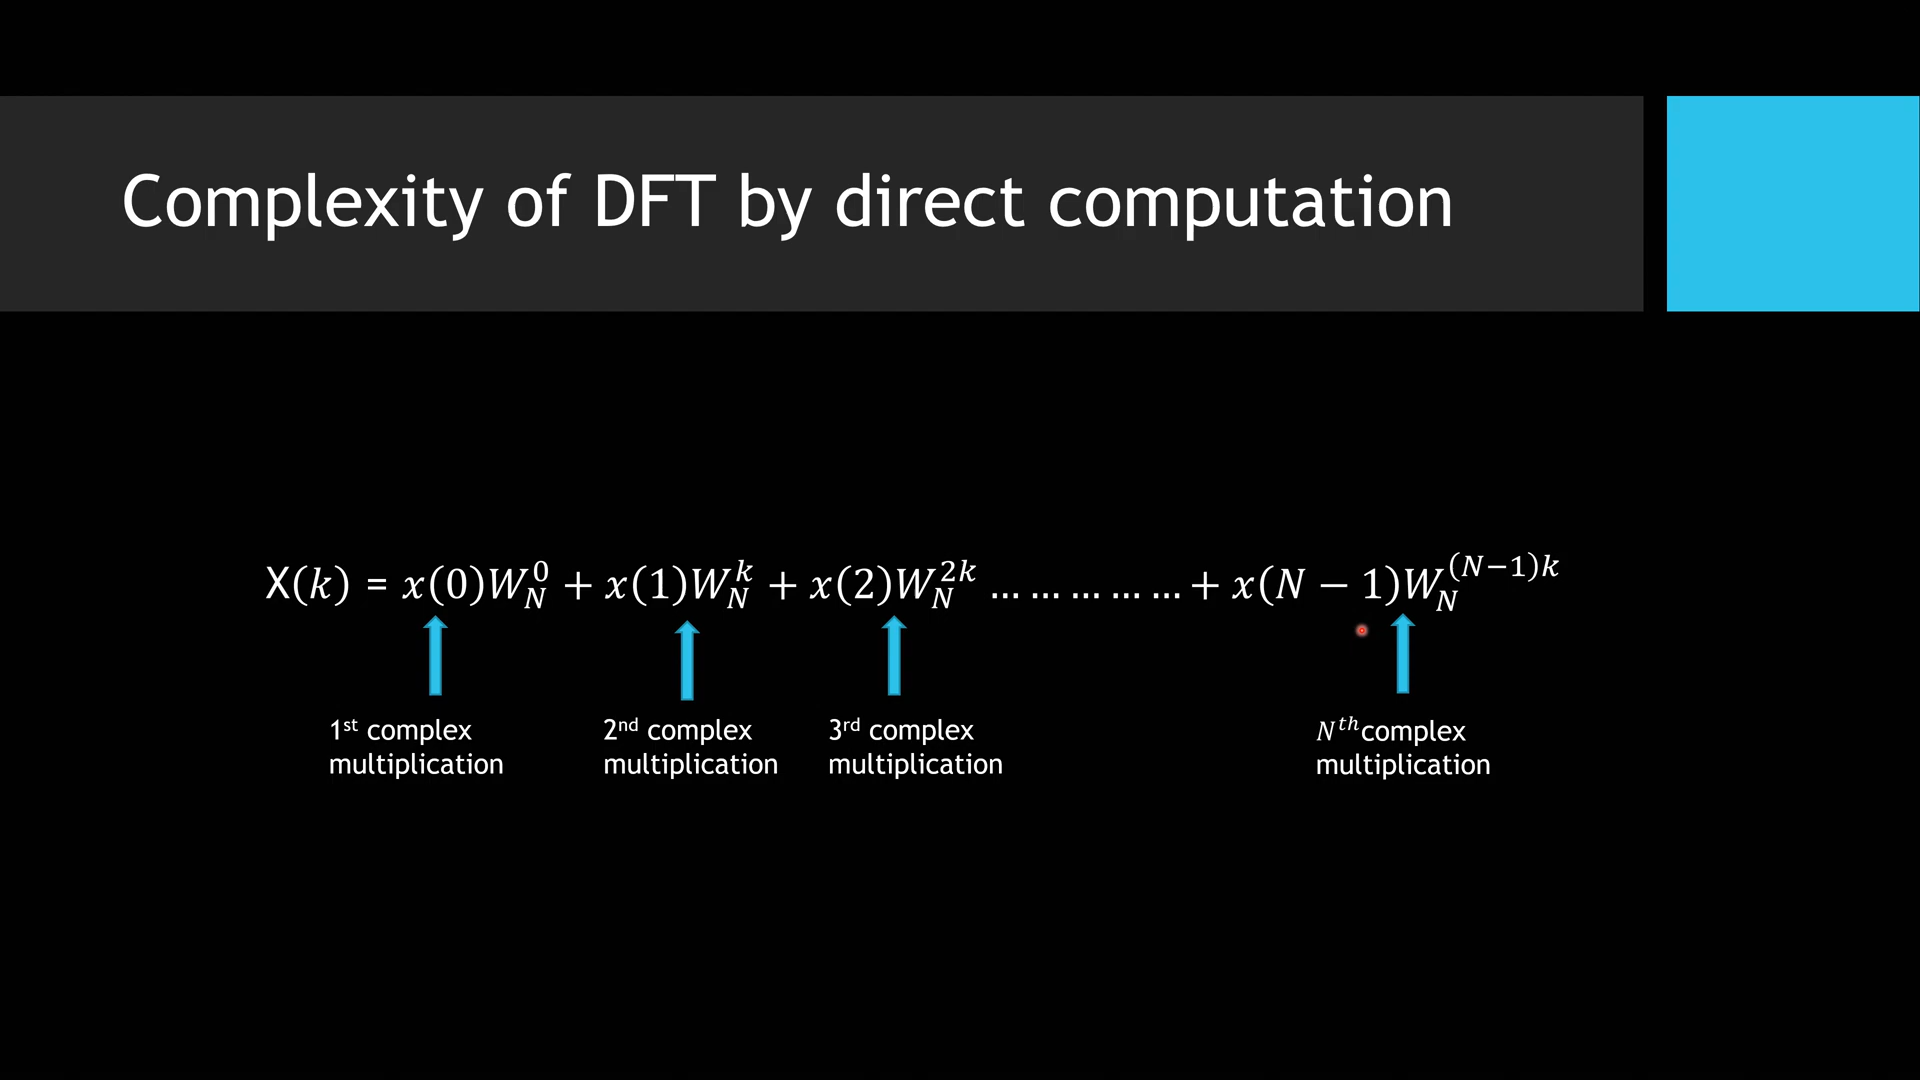 Complexity of DFT by direct computation
X(k) = x(0)W_N^0 + x(1)W_N^k + x(2)W_N^{2k} … … … … … + x(N − 1)W_N^{(N−1)k}
1st complex multiplication
2nd complex multiplication
3rd complex multiplication
N^{th}complex multiplication